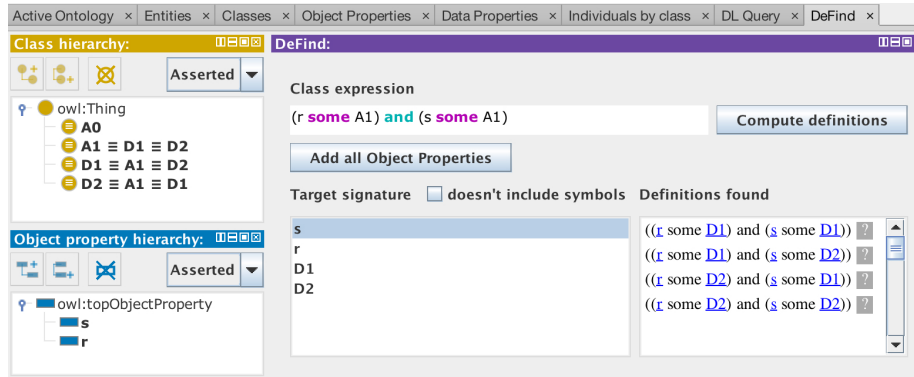 Active Ontology × Entities × Classes × Object Properties × Data Properties × Individuals by class × DL Query × DeFind ×
Class hierarchy:
Asserted
owl:Thing
A0
A1 ≡ D1 ≡ D2
D1 ≡ A1 ≡ D2
D2 ≡ A1 ≡ D1
Object property hierarchy:
Asserted
owl:topObjectProperty
s
r
DeFind:
Class expression
(r some A1) and (s some A1)
Compute definitions
Add all Object Properties
Target signature
doesn't include symbols
s
r
D1
D2
Definitions found
((r some D1) and (s some D1)) ?
((r some D1) and (s some D2)) ?
((r some D2) and (s some D1)) ?
((r some D2) and (s some D2)) ?